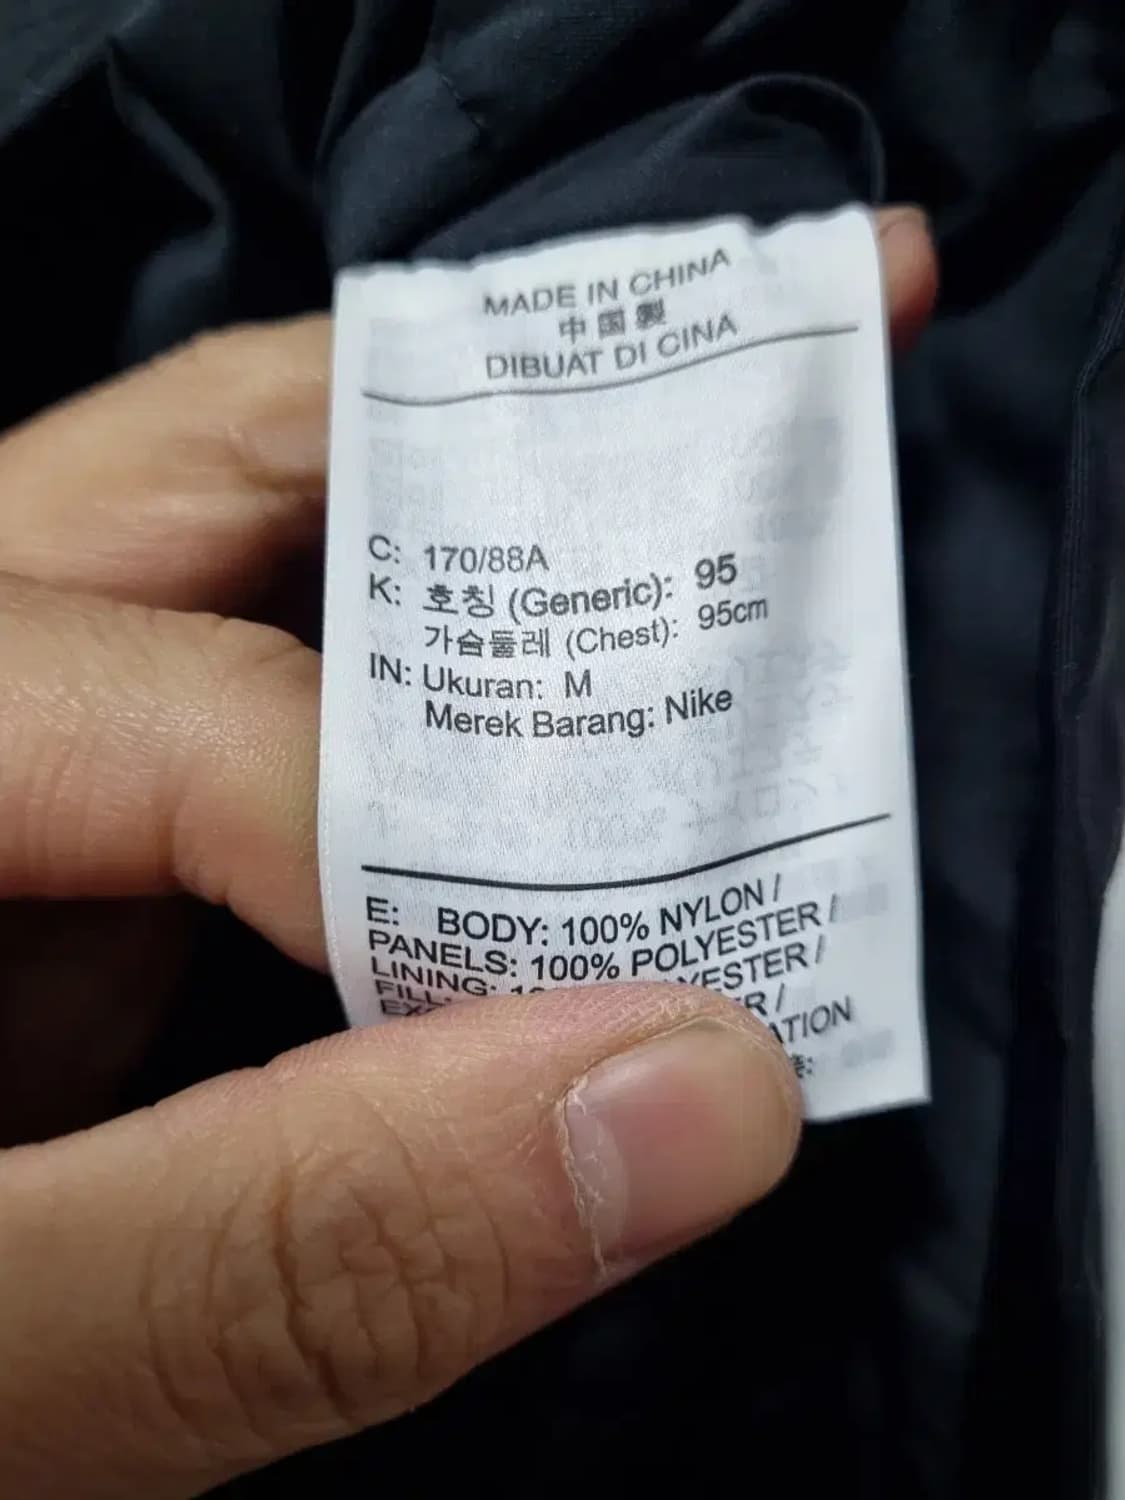 MADE IN CHINA
中国製
DIBUAT DI CINA
C: 170/88A
K: 호칭 (Generic): 95
가슴둘레 (Chest): 95cm
IN: Ukuran: M
Merek Barang: Nike
E: BODY: 100% NYLON /
PANELS: 100% POLYESTER /
LINING:
FILL: